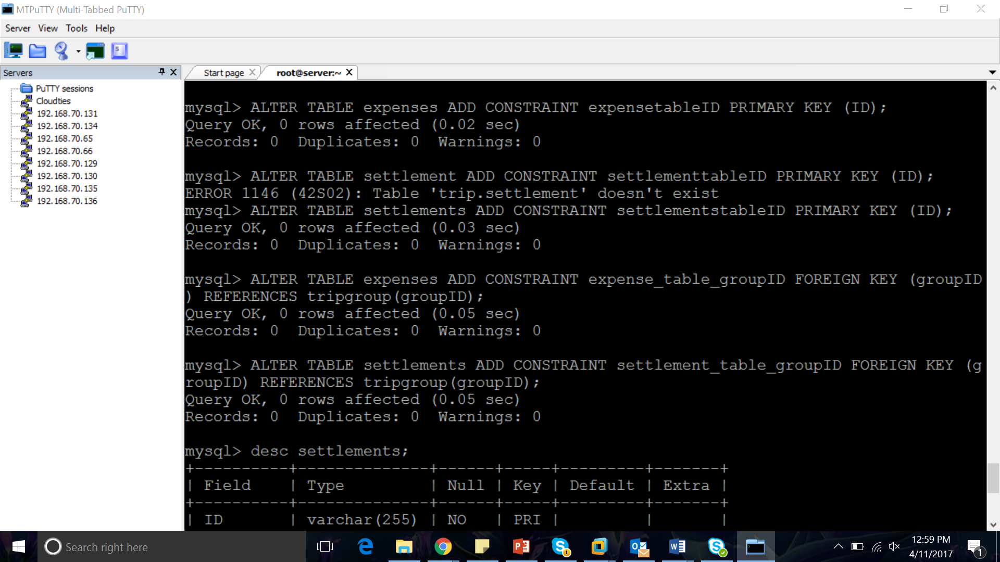 MTPuTTY (Multi-Tabbed PuTTY)
Server View Tools Help
Servers
PuTTY sessions
Cloudties
192.168.70.131
192.168.70.134
192.168.70.65
192.168.70.66
192.168.70.129
192.168.70.130
192.168.70.135
192.168.70.136
Start page root@server:~
mysql> ALTER TABLE expenses ADD CONSTRAINT expensetableID PRIMARY KEY (ID);
Query OK, 0 rows affected (0.02 sec)
Records: 0  Duplicates: 0  Warnings: 0
mysql> ALTER TABLE settlement ADD CONSTRAINT settlementtableID PRIMARY KEY (ID);
ERROR 1146 (42S02): Table 'trip.settlement' doesn't exist
mysql> ALTER TABLE settlements ADD CONSTRAINT settlementstableID PRIMARY KEY (ID);
Query OK, 0 rows affected (0.03 sec)
Records: 0  Duplicates: 0  Warnings: 0
mysql> ALTER TABLE expenses ADD CONSTRAINT expense_table_groupID FOREIGN KEY (groupID
) REFERENCES tripgroup(groupID);
Query OK, 0 rows affected (0.05 sec)
Records: 0  Duplicates: 0  Warnings: 0
mysql> ALTER TABLE settlements ADD CONSTRAINT settlement_table_groupID FOREIGN KEY (g
roupID) REFERENCES tripgroup(groupID);
Query OK, 0 rows affected (0.05 sec)
Records: 0  Duplicates: 0  Warnings: 0
mysql> desc settlements;
+----------+--------------+------+-----+---------+-------+
| Field    | Type         | Null | Key | Default | Extra |
+----------+--------------+------+-----+---------+-------+
| ID       | varchar(255) | NO   | PRI |         |       |
Search right here
12:59 PM
4/11/2017
1